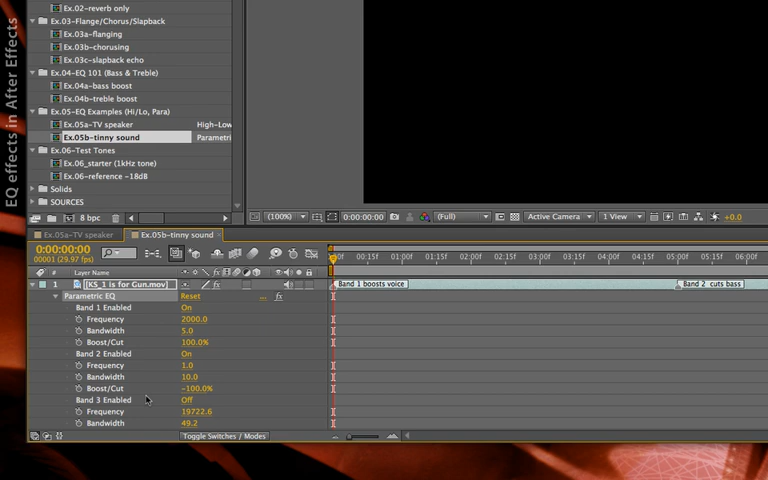 EQ effects in After Effects
Ex.02-reverb only
Ex.03-Flange/Chorus/Slapback
Ex.03a-flanging
Ex.03b-chorusing
Ex.03c-slapback echo
Ex.04-EQ 101 (Bass & Treble)
Ex.04a-bass boost
Ex.04b-treble boost
Ex.05-EQ Examples (Hi/Lo, Para)
Ex.05a-TV speaker High-Low
Ex.05b-tinny sound Parametri
Ex.06-Test Tones
Ex.06_starter (1kHz tone)
Ex.06-reference -18dB
Solids
SOURCES
8 bpc
(100%) 0:00:00:00 (Full) Active Camera 1 View +0.0
Ex.05a-TV speaker Ex.05b-tinny sound
0:00:00:00
00001 (29.97 fps)
# Layer Name
00:15f 01:00f 01:15f 02:00f 02:15f 03:00f 03:15f 04:00f 04:15f 05:00f 05:15f 06:00f
1 [KS_1 is for Gun.mov] Band 1 boosts voice Band 2 cuts bass
Parametric EQ Reset ...
Band 1 Enabled On
Frequency 2000.0
Bandwidth 5.0
Boost/Cut 100.0%
Band 2 Enabled On
Frequency 1.0
Bandwidth 10.0
Boost/Cut -100.0%
Band 3 Enabled Off
Frequency 19722.6
Bandwidth 49.2
Toggle Switches / Modes